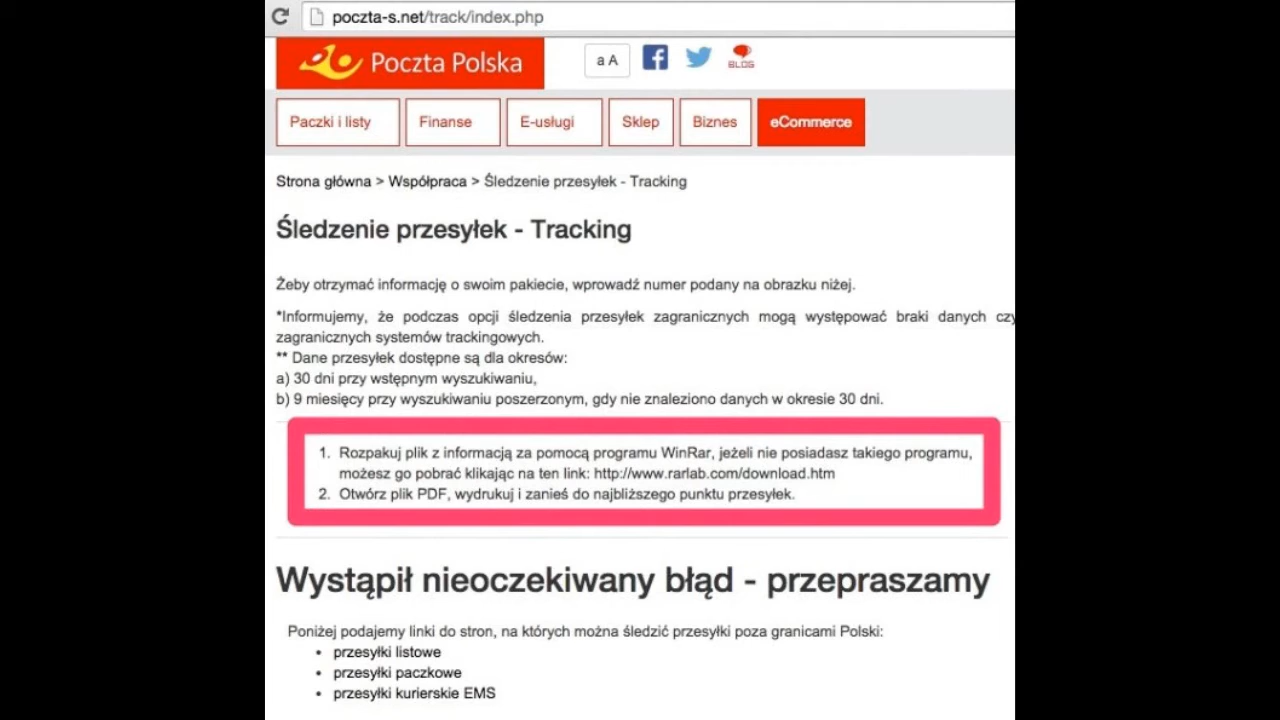 poczta-s.net/track/index.php
Poczta Polska
a A
BLOG
Paczki i listy
Finanse
E-usługi
Sklep
Biznes
eCommerce
Strona główna > Współpraca > Śledzenie przesyłek - Tracking
Śledzenie przesyłek - Tracking
Żeby otrzymać informację o swoim pakiecie, wprowadź numer podany na obrazku niżej.
*Informujemy, że podczas opcji śledzenia przesyłek zagranicznych mogą występować braki danych
zagranicznych systemów trackingowych.
** Dane przesyłek dostępne są dla okresów:
a) 30 dni przy wstępnym wyszukiwaniu,
b) 9 miesięcy przy wyszukiwaniu poszerzonym, gdy nie znaleziono danych w okresie 30 dni.
1. Rozpakuj plik z informacją za pomocą programu WinRar, jeżeli nie posiadasz takiego programu,
możesz go pobrać klikając na ten link: http://www.rarlab.com/download.htm
2. Otwórz plik PDF, wydrukuj i zanieś do najbliższego punktu przesyłek.
Wystąpił nieoczekiwany błąd - przepraszamy
Poniżej podajemy linki do stron, na których można śledzić przesyłki poza granicami Polski:
• przesyłki listowe
• przesyłki paczkowe
• przesyłki kurierskie EMS